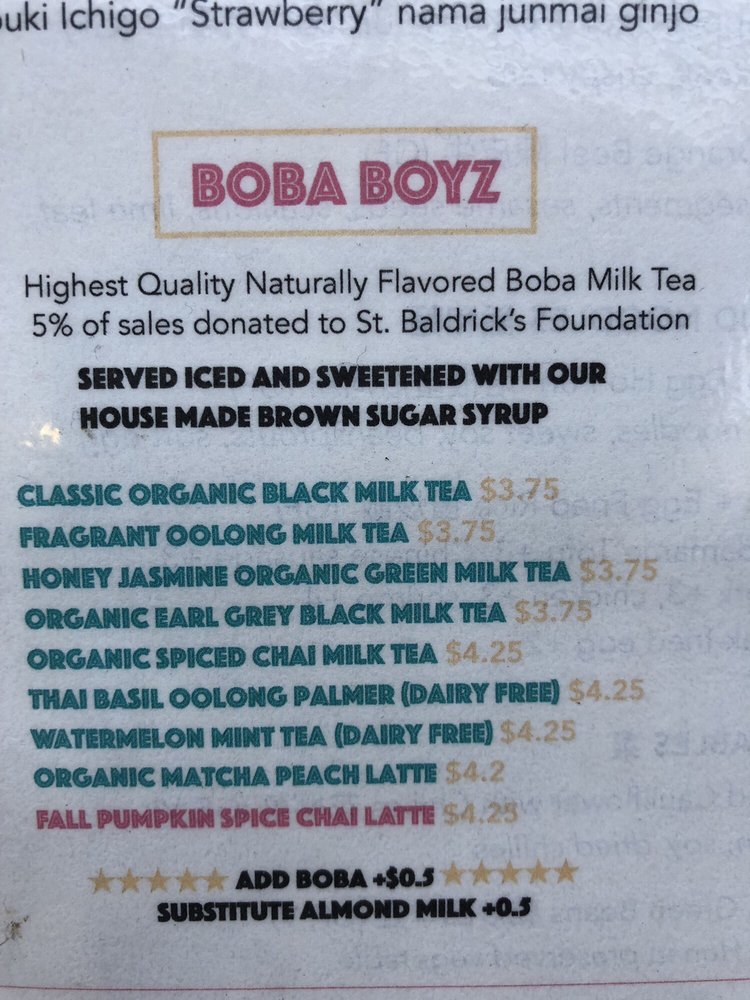 Ichigo "Strawberry" nama junmai ginjo
BOBA BOYZ
Highest Quality Naturally Flavored Boba Milk Tea
5% of sales donated to St. Baldrick's Foundation
SERVED ICED AND SWEETENED WITH OUR
HOUSE MADE BROWN SUGAR SYRUP
CLASSIC ORGANIC BLACK MILK TEA $3.75
FRAGRANT OOLONG MILK TEA $3.75
HONEY JASMINE ORGANIC GREEN MILK TEA $3.75
ORGANIC EARL GREY BLACK MILK TEA $3.75
ORGANIC SPICED CHAI MILK TEA $4.25
THAI BASIL OOLONG PALMER (DAIRY FREE) $4.25
WATERMELON MINT TEA (DAIRY FREE) $4.25
ORGANIC MATCHA PEACH LATTE $4.2
FALL PUMPKIN SPICE CHAI LATTE $4.25
ADD BOBA +$0.5
SUBSTITUTE ALMOND MILK +0.5